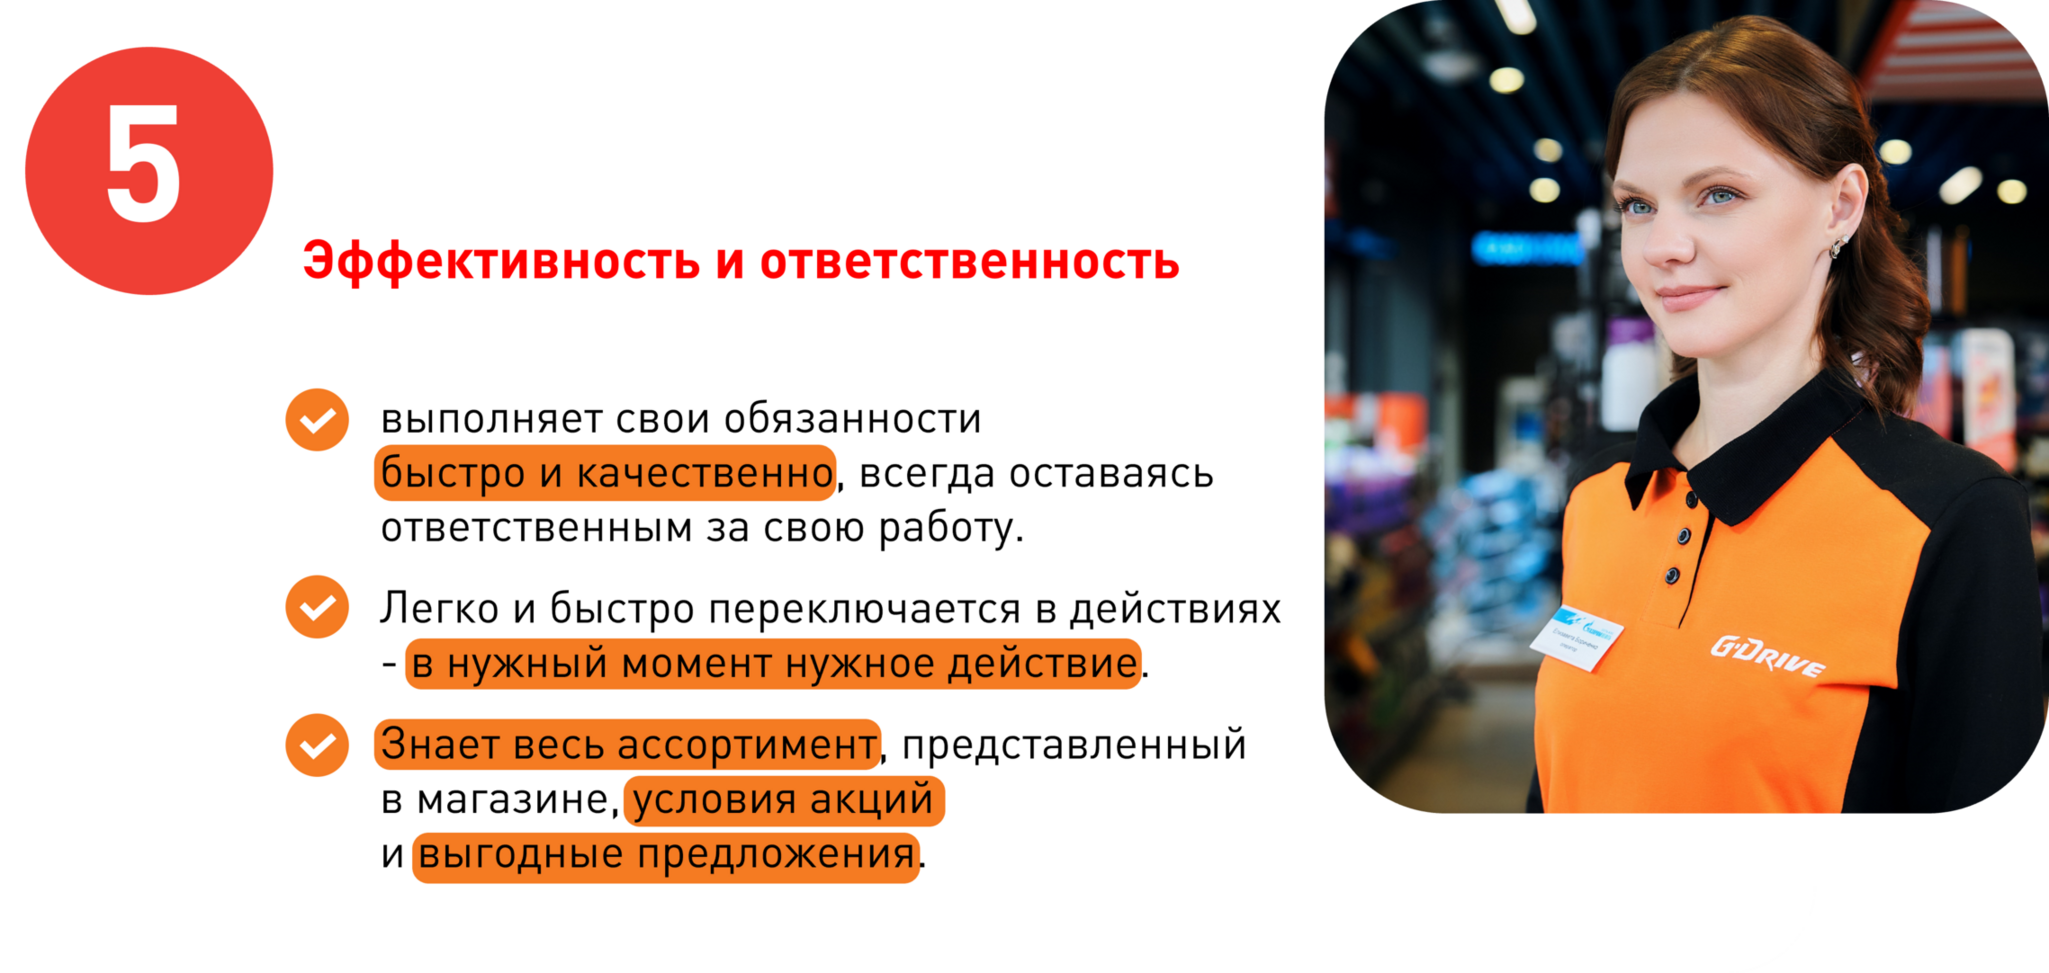 5
Эффективность и ответственность
выполняет свои обязанности
быстро и качественно, всегда оставаясь
ответственным за свою работу.
Легко и быстро переключается в действиях
- в нужный момент нужное действие.
Знает весь ассортимент, представленный
в магазине, условия акций
и выгодные предложения.
G-DRIVE